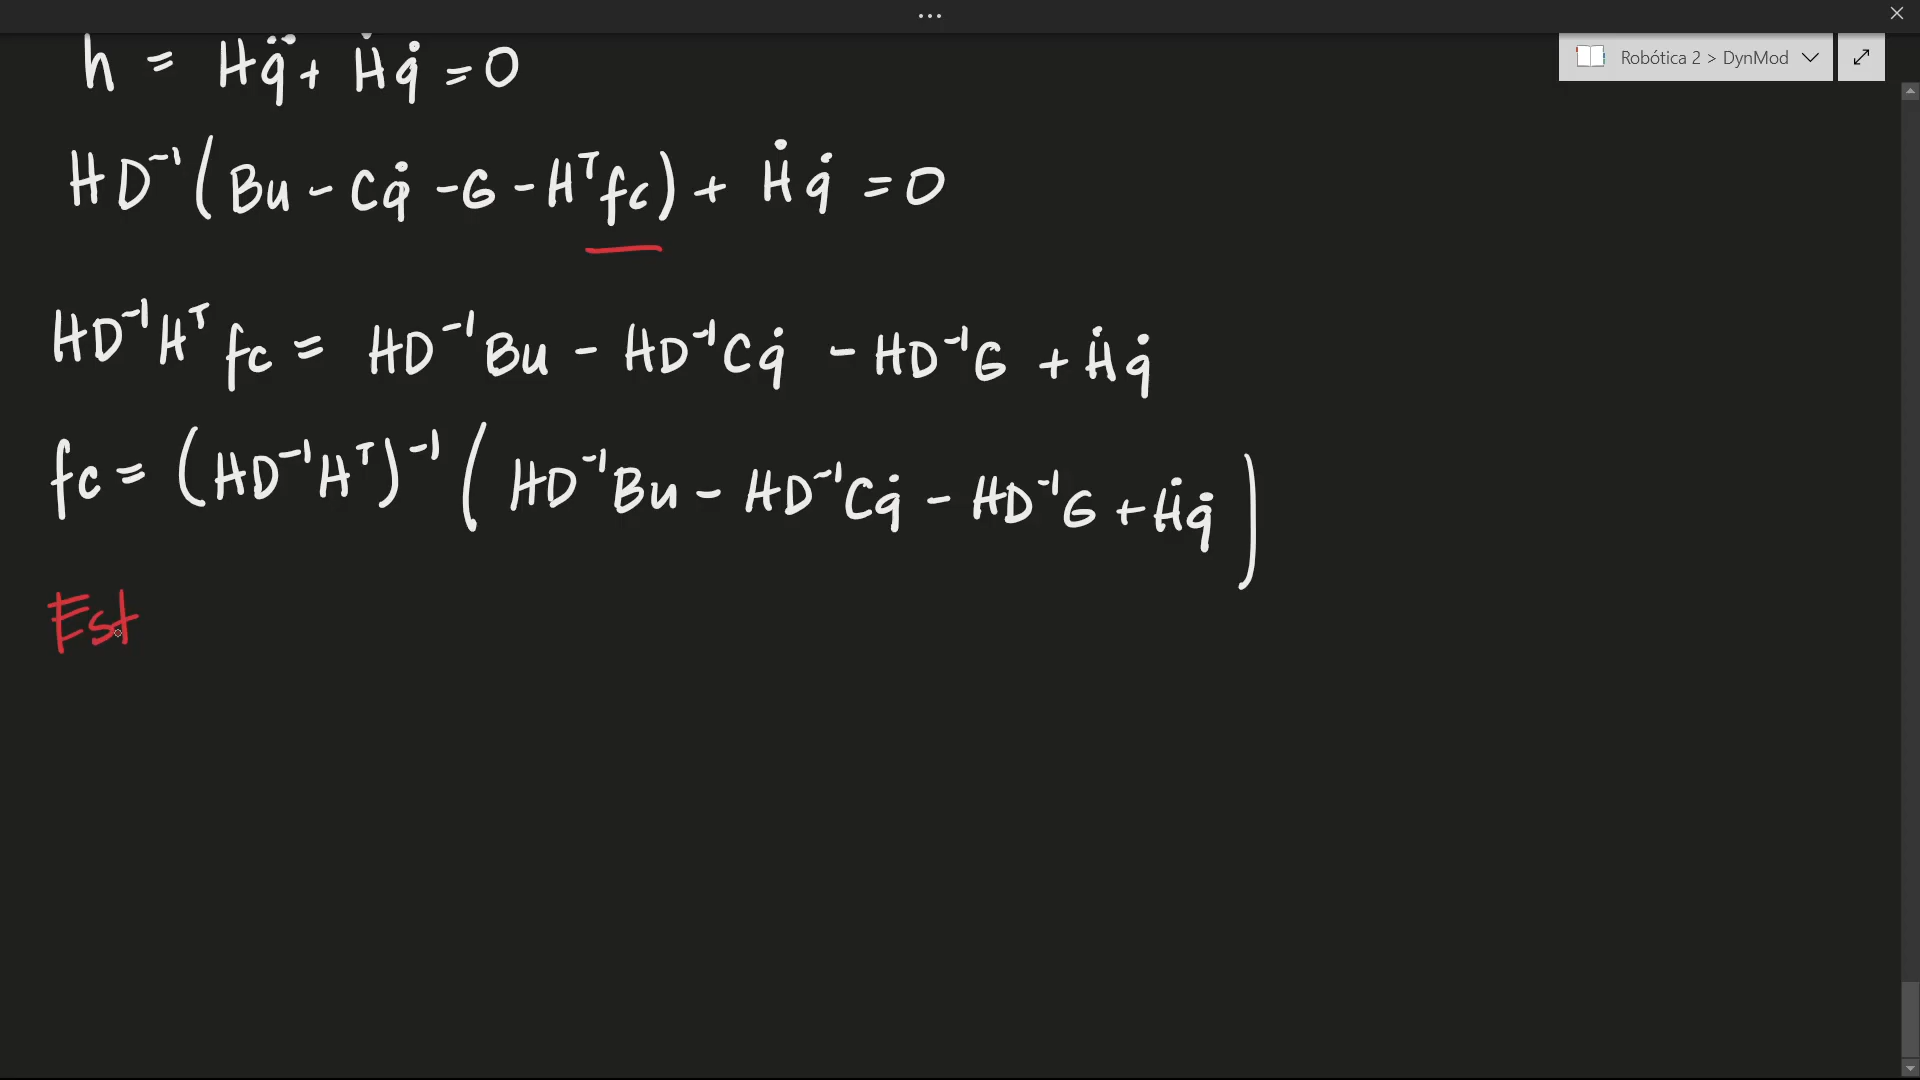 ...
Robótica 2 > DynMod
ḧ = Hq̈ + Ḣq̇ = 0
HD⁻¹(Bu - Cq̇ - G - Hᵀfc) + Ḣq̇ = 0
HD⁻¹Hᵀfc = HD⁻¹Bu - HD⁻¹Cq̇ - HD⁻¹G + Ḣq̇
fc = (HD⁻¹Hᵀ)⁻¹(HD⁻¹Bu - HD⁻¹Cq̇ - HD⁻¹G + Ḣq̇)
Est